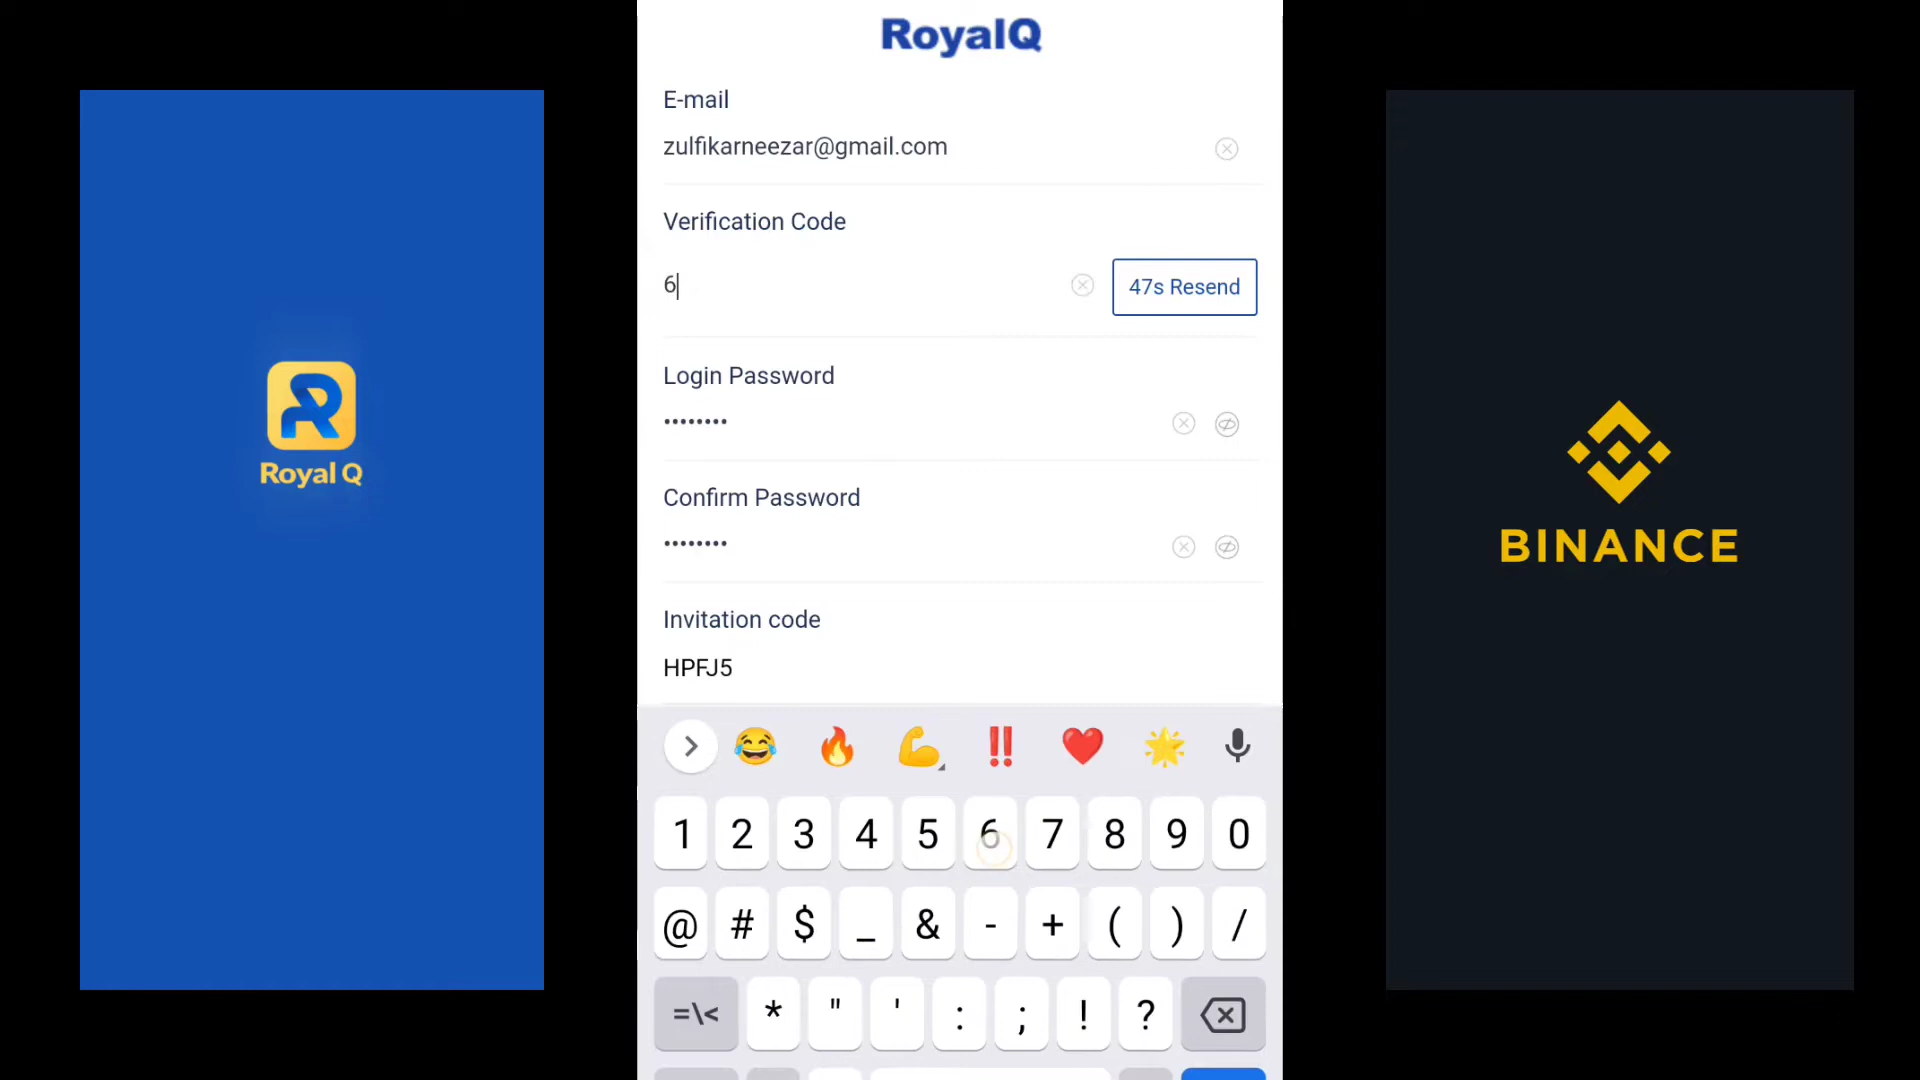 RoyalQ
E-mail
zulfikarneezar@gmail.com
Verification Code
6
47s Resend
Login Password
••••••••
Confirm Password
••••••••
Invitation code
HPFJ5
1 2 3 4 5 6 7 8 9 0
@ # $ _ & - + ( ) /
=\< * " ' : ; ! ?
Royal Q
BINANCE